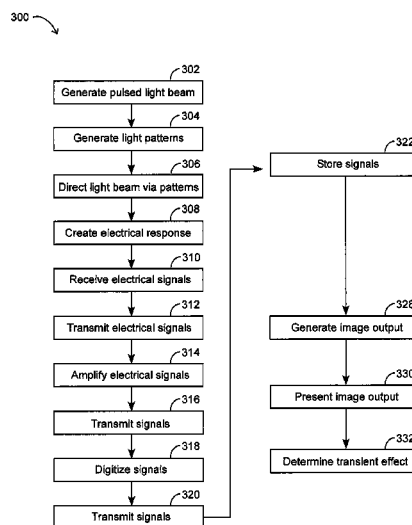 300
302
Generate pulsed light beam
304
Generate light patterns
306
Direct light beam via patterns
308
Create electrical response
310
Receive electrical signals
312
Transmit electrical signals
314
Amplify electrical signals
316
Transmit signals
318
Digitize signals
320
Transmit signals
322
Store signals
328
Generate image output
330
Present image output
332
Determine transient effect